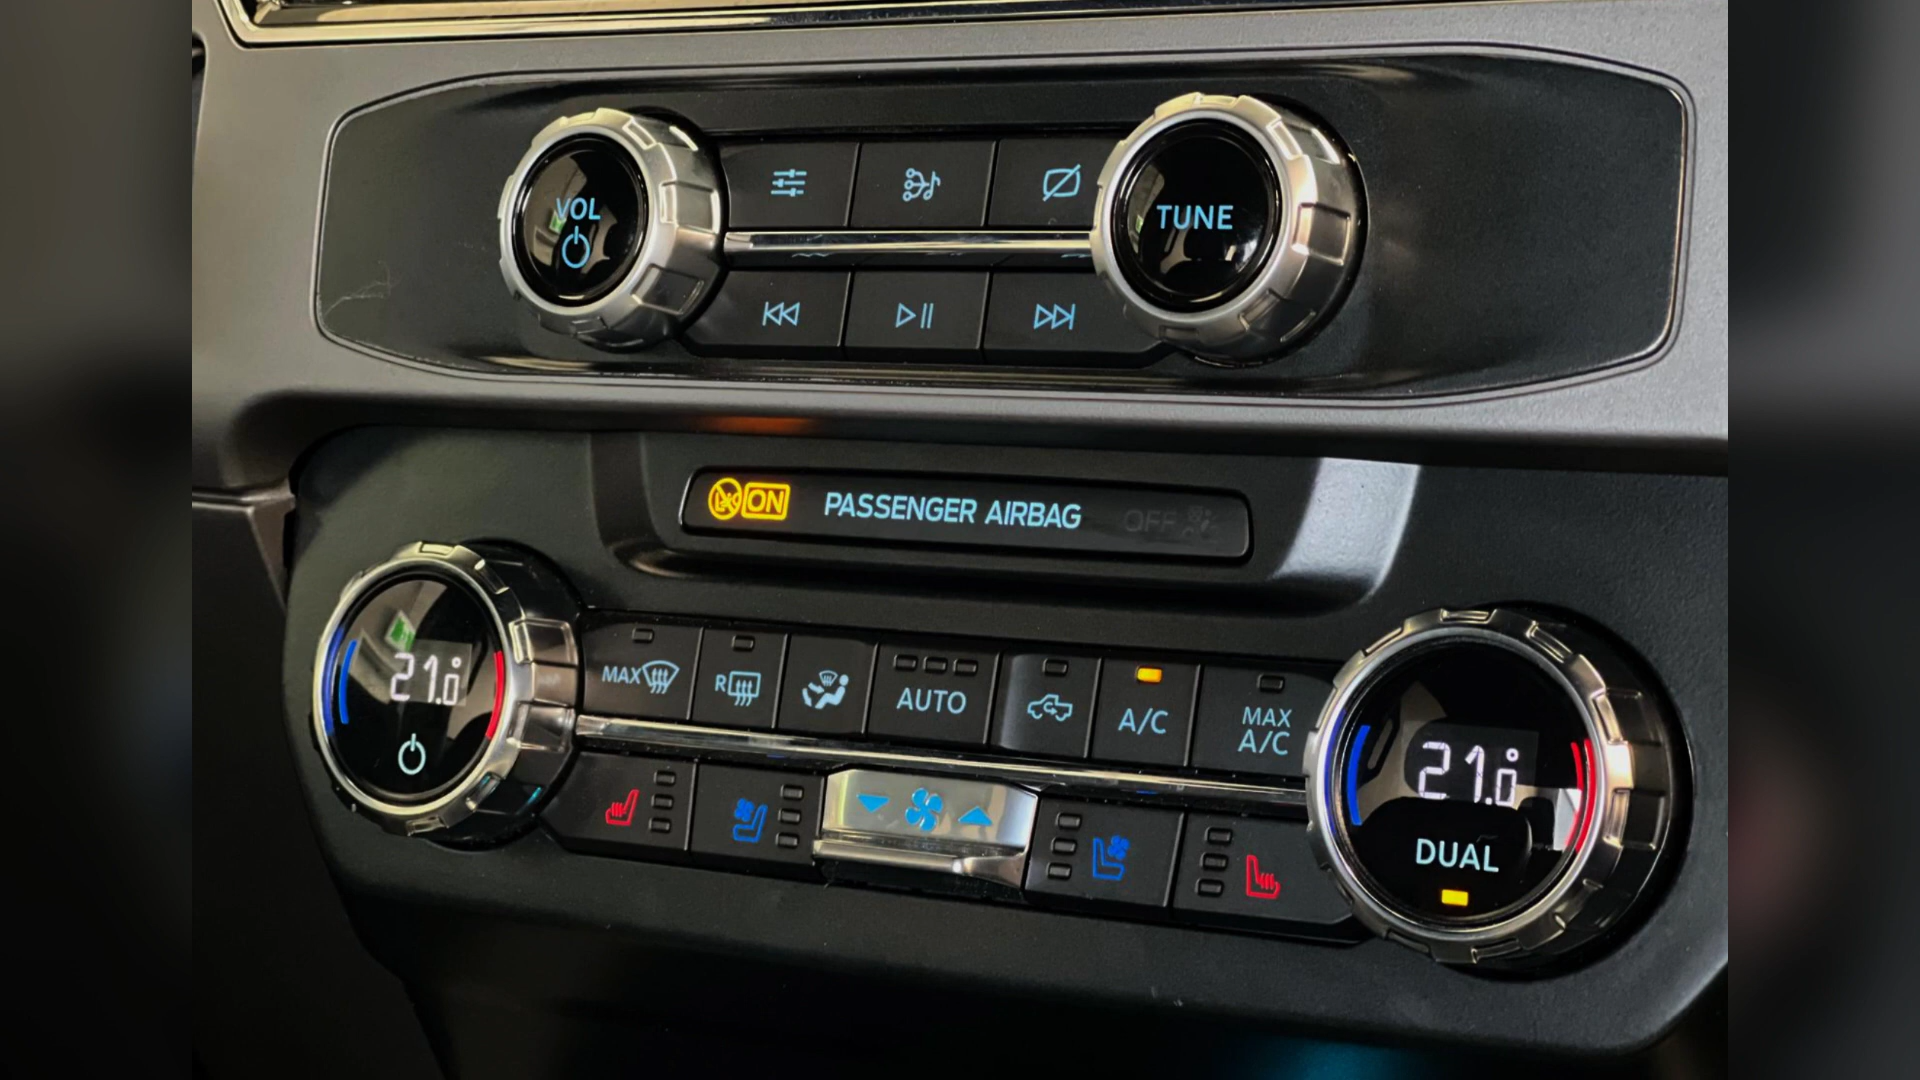 VOL
TUNE
ON PASSENGER AIRBAG OFF
21.0°
MAX
R
AUTO
A/C
MAX
A/C
21.0°
DUAL